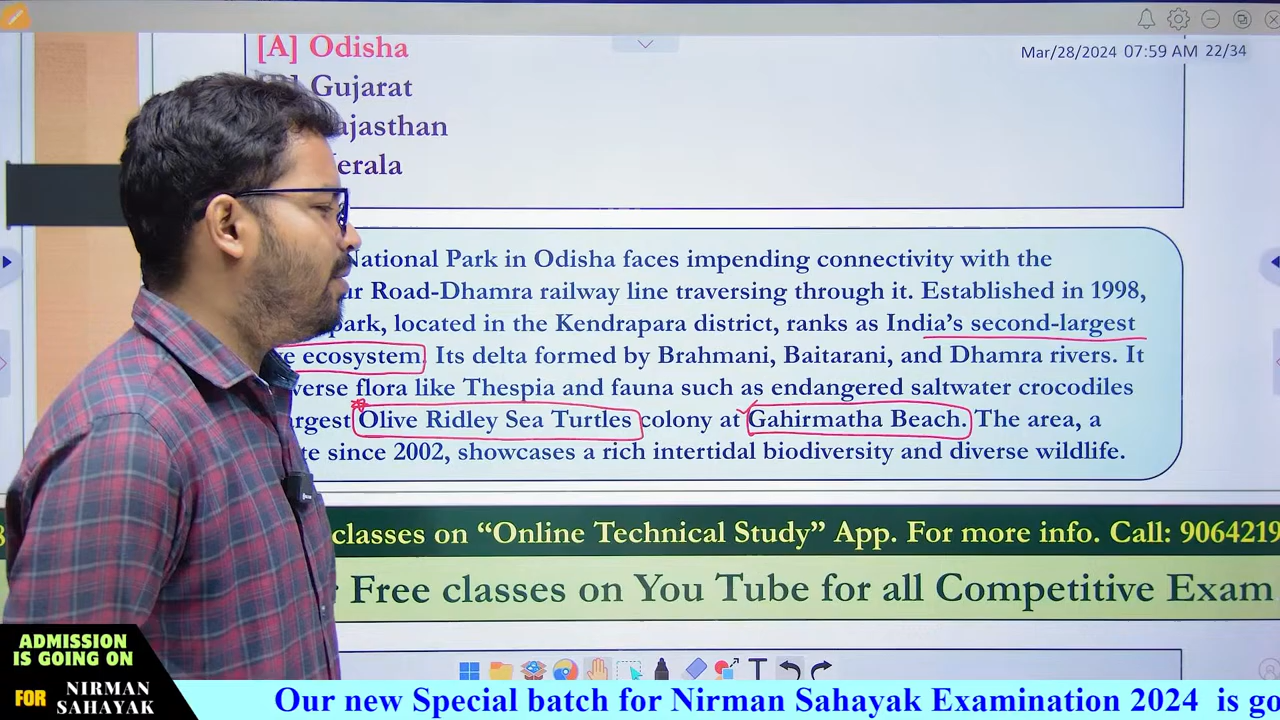 Mar/28/2024 07:59 AM 22/34
[A] Odisha
Gujarat
ajasthan
erala
National Park in Odisha faces impending connectivity with the
ur Road-Dhamra railway line traversing through it. Established in 1998,
park, located in the Kendrapara district, ranks as India's second-largest
ecosystem. Its delta formed by Brahmani, Baitarani, and Dhamra rivers. It
verse flora like Thespia and fauna such as endangered saltwater crocodiles
argest Olive Ridley Sea Turtles colony at Gahirmatha Beach. The area, a
te since 2002, showcases a rich intertidal biodiversity and diverse wildlife.
8
classes on “Online Technical Study” App. For more info. Call: 9064219
Free classes on You Tube for all Competitive Exam
ADMISSION
IS GOING ON
FOR NIRMAN
SAHAYAK
Our new Special batch for Nirman Sahayak Examination 2024 is go